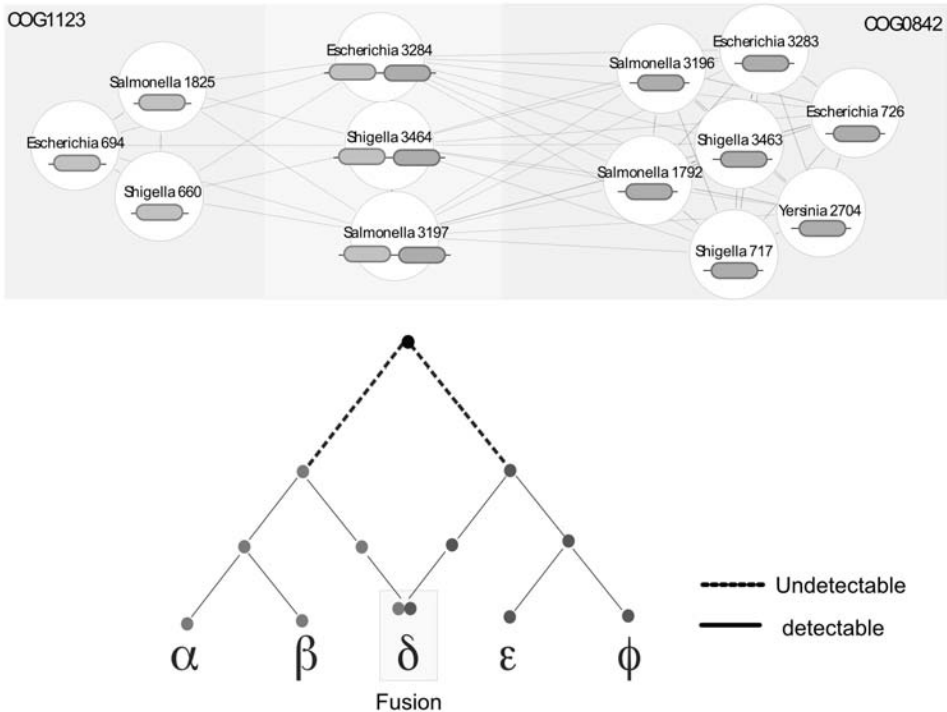 COG1123
COG0842
Escherichia 3284
Salmonella 3196
Escherichia 3283
Salmonella 1825
Escherichia 694
Shigella 3464
Shigella 3463
Escherichia 726
Shigella 660
Salmonella 1792
Salmonella 3197
Yersinia 2704
Shigella 717
Undetectable
detectable
α β δ ε ϕ
Fusion